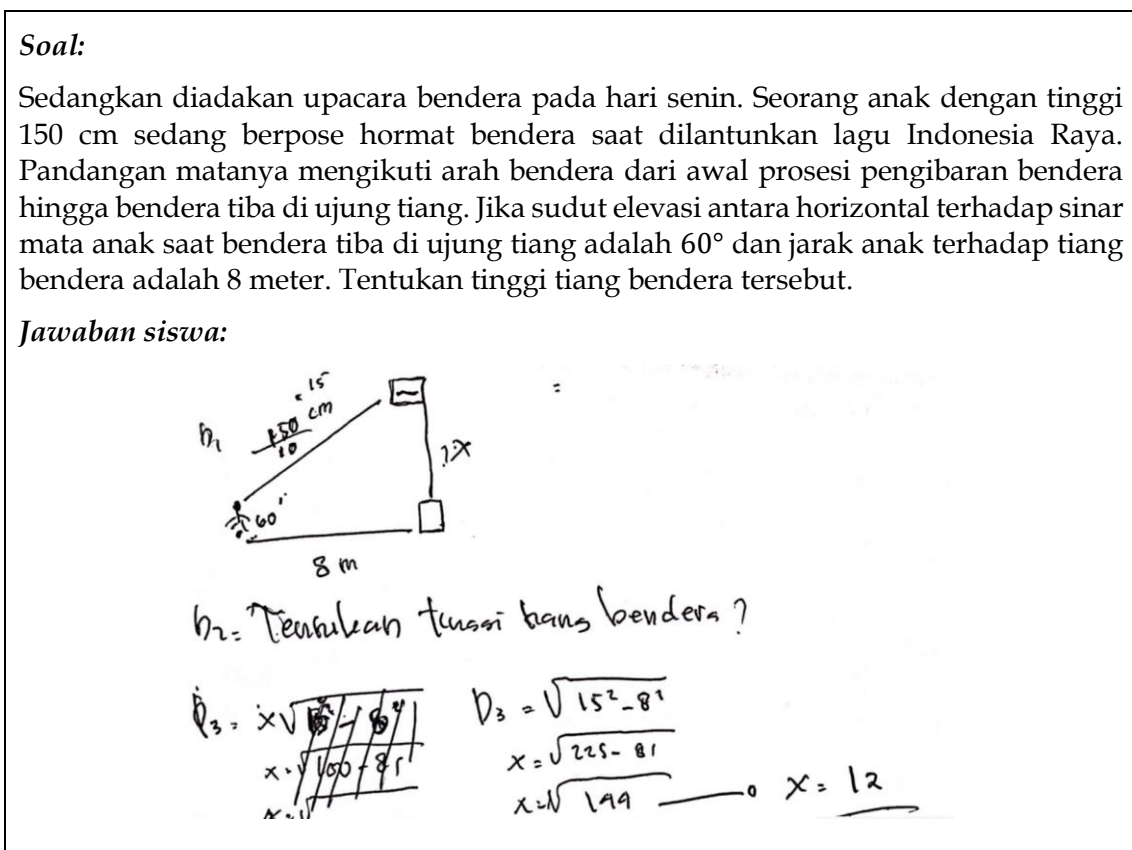 Soal:
Sedangkan diadakan upacara bendera pada hari senin. Seorang anak dengan tinggi
150 cm sedang berpose hormat bendera saat dilantunkan lagu Indonesia Raya.
Pandangan matanya mengikuti arah bendera dari awal prosesi pengibaran bendera
hingga bendera tiba di ujung tiang. Jika sudut elevasi antara horizontal terhadap sinar
mata anak saat bendera tiba di ujung tiang adalah 60° dan jarak anak terhadap tiang
bendera adalah 8 meter. Tentukan tinggi tiang bendera tersebut.
Jawaban siswa:
= 15
150 cm
10
?x
60°
8 m
D2 = Tentukan tinggi tiang bendera?
D3 = √15²-8²
x = √225-81
x = √144
x = 12